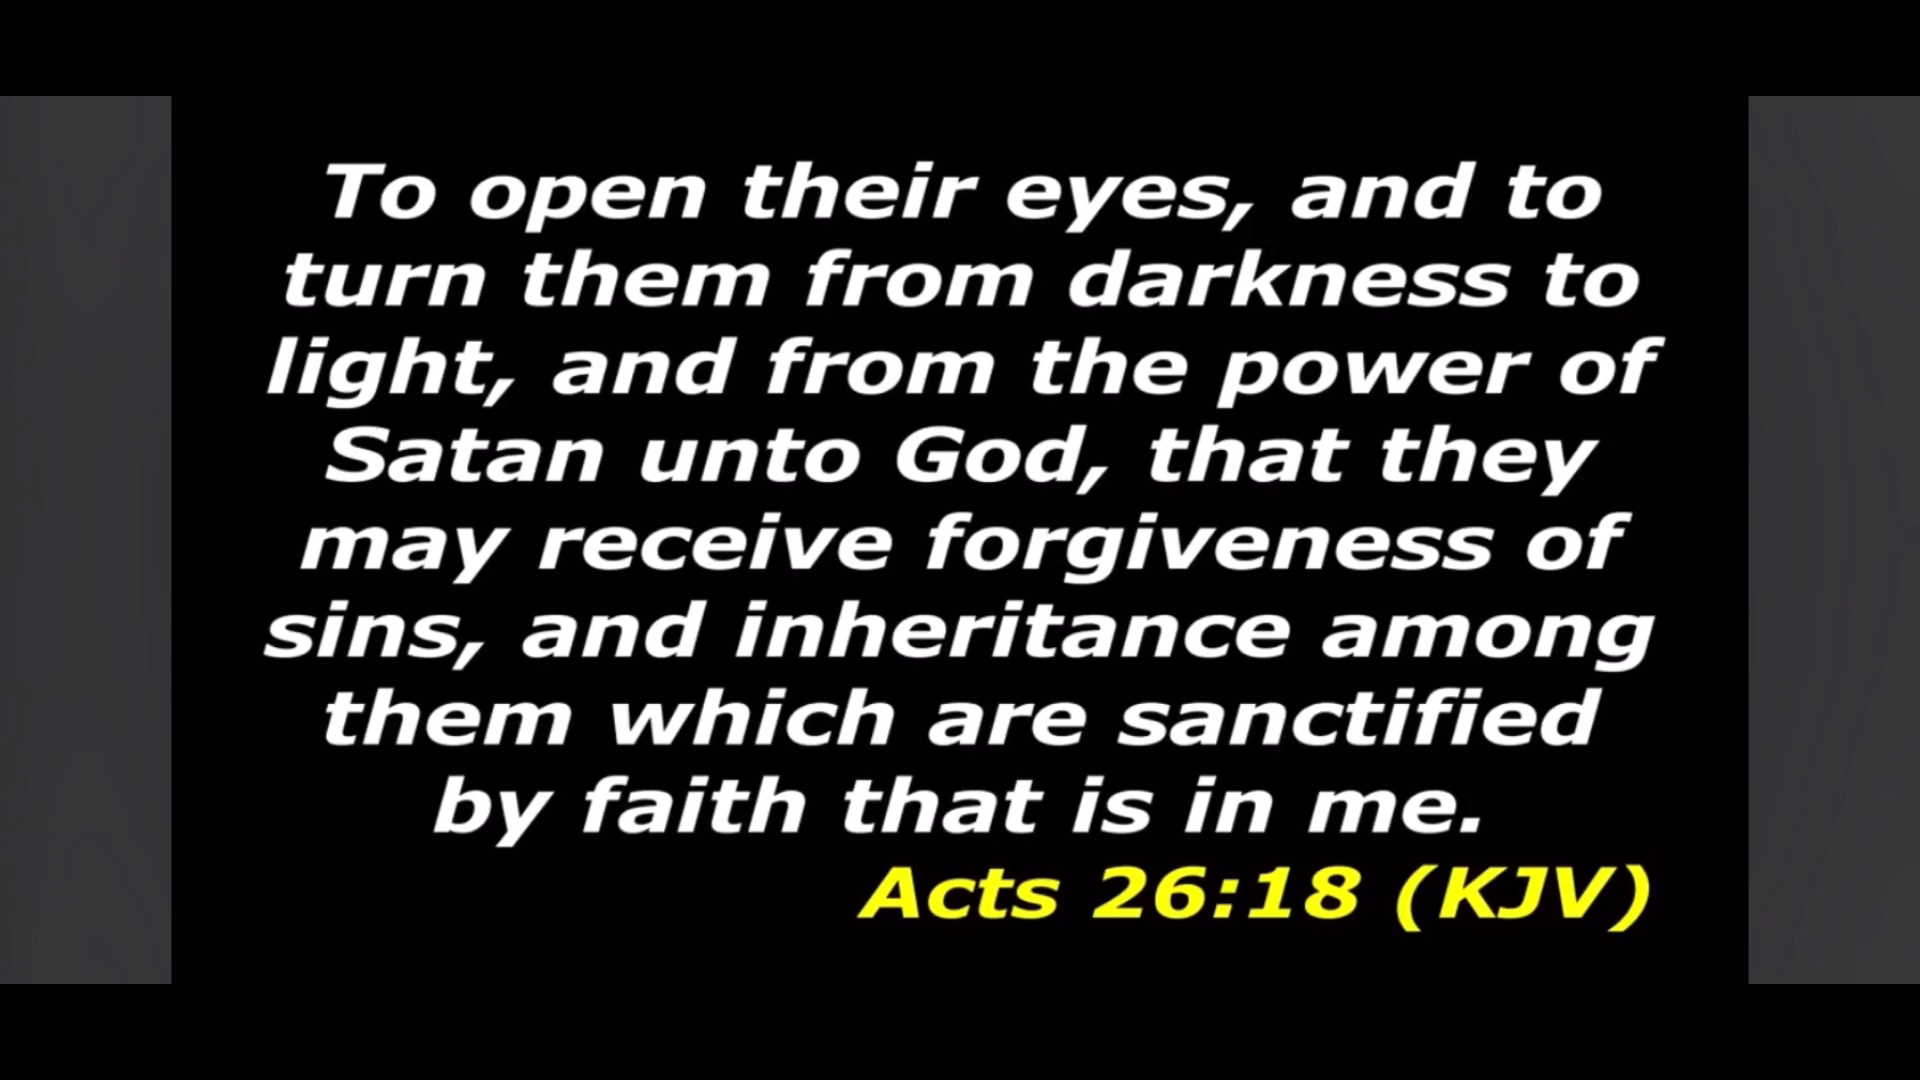 To open their eyes, and to
turn them from darkness to
light, and from the power of
Satan unto God, that they
may receive forgiveness of
sins, and inheritance among
them which are sanctified
by faith that is in me.
Acts 26:18 (KJV)